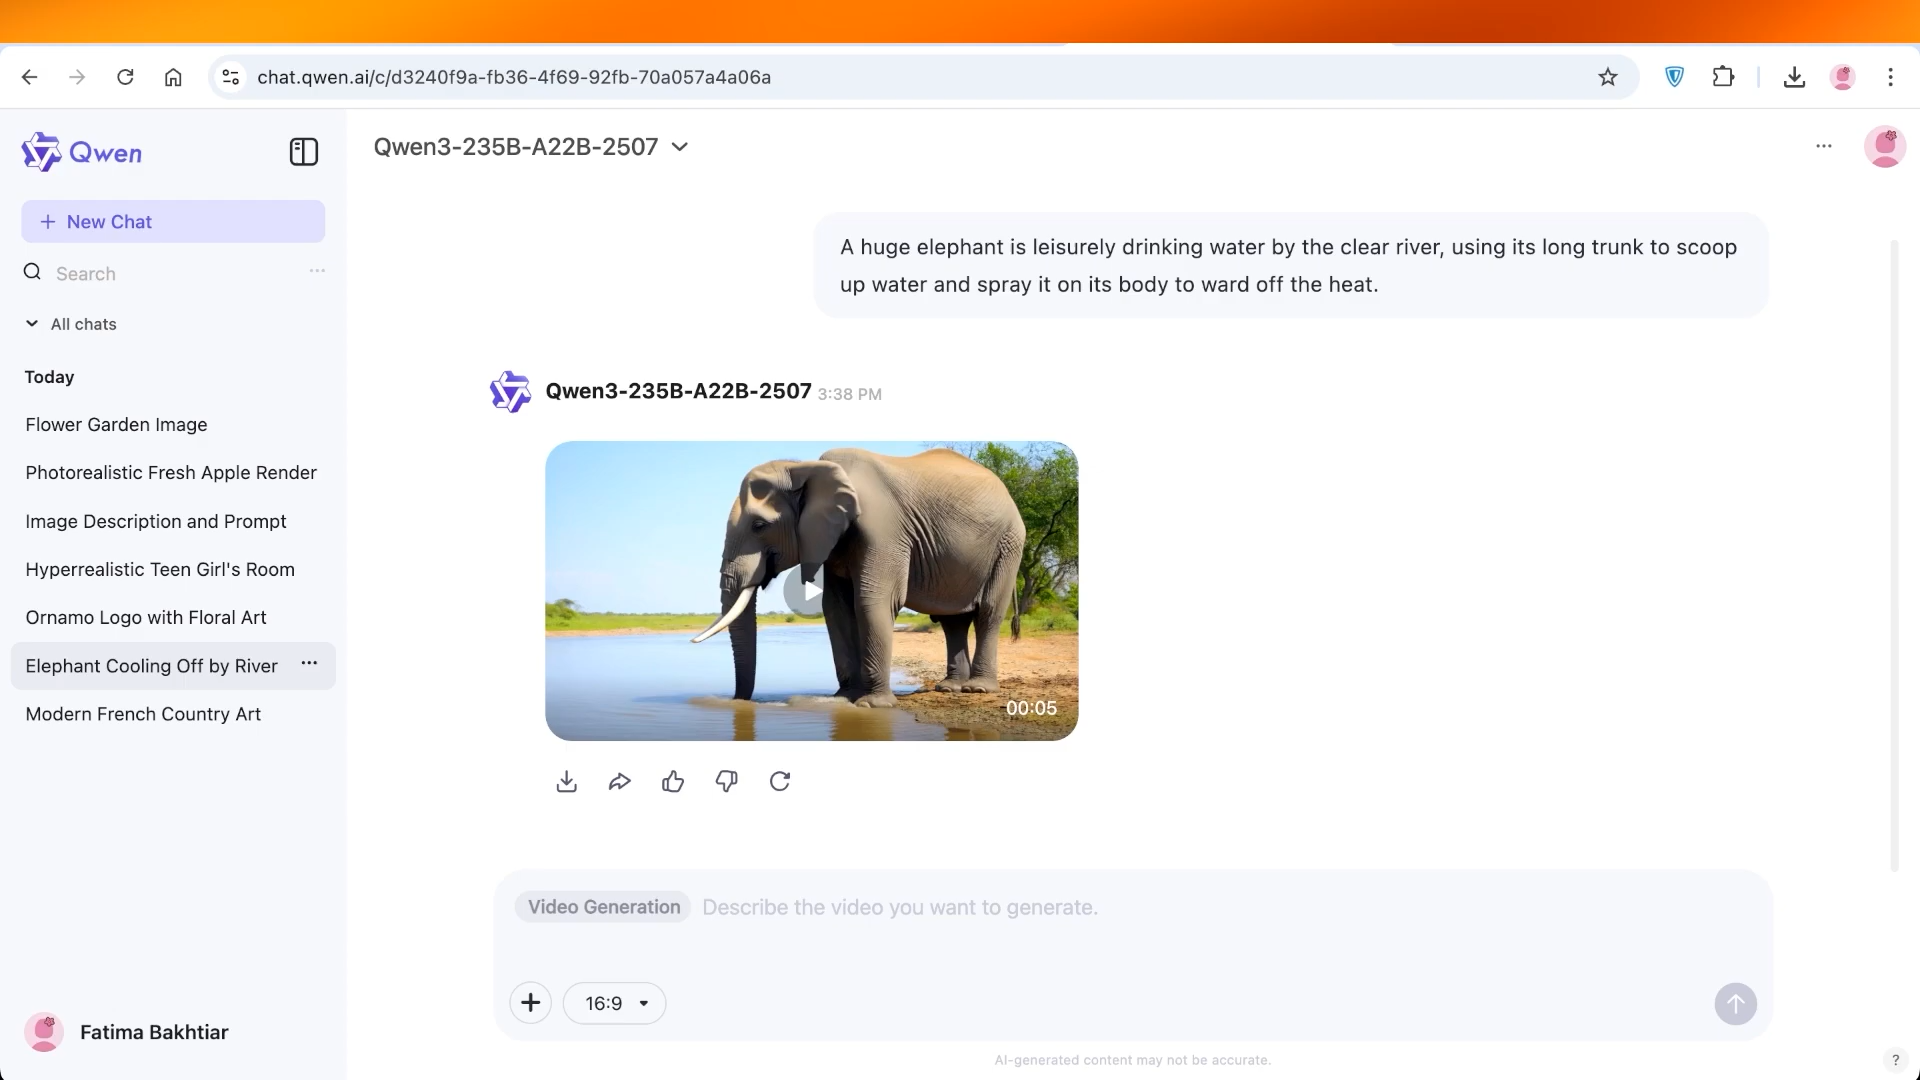 chat.qwen.ai/c/d3240f9a-fb36-4f69-92fb-70a057a4a06a
Qwen
Qwen3-235B-A22B-2507
+ New Chat
Search
All chats
Today
Flower Garden Image
Photorealistic Fresh Apple Render
Image Description and Prompt
Hyperrealistic Teen Girl's Room
Ornamo Logo with Floral Art
Elephant Cooling Off by River
Modern French Country Art
Fatima Bakhtiar
A huge elephant is leisurely drinking water by the clear river, using its long trunk to scoop
up water and spray it on its body to ward off the heat.
Qwen3-235B-A22B-2507 3:38 PM
00:05
Video Generation Describe the video you want to generate.
16:9
AI-generated content may not be accurate.
?